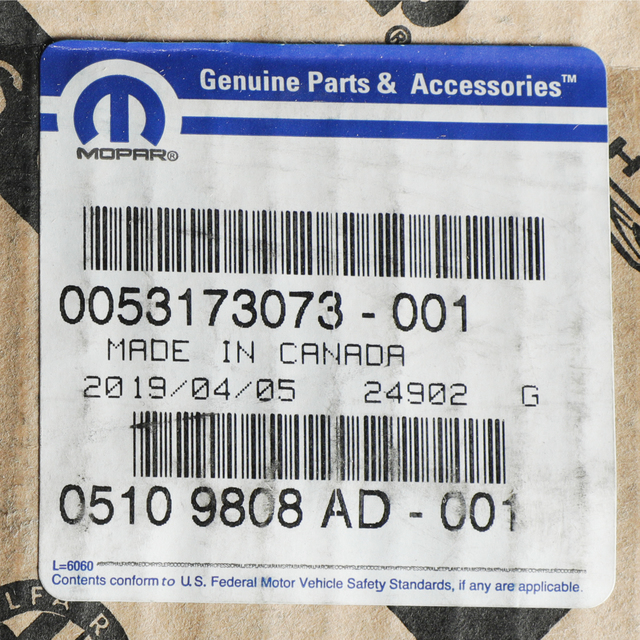 Genuine Parts & Accessories™
MOPAR®
0053173073 - 001
MADE IN CANADA
2019/04/05 24902 G
0510 9808 AD - 001
L=6060
Contents conform to U.S. Federal Motor Vehicle Safety Standards, if any are applicable.
LFAR